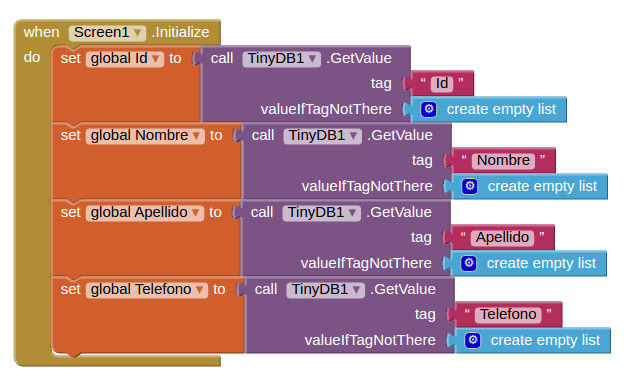 when Screen1 .Initialize
do set global Id to call TinyDB1 .GetValue
tag " Id "
valueIfTagNotThere create empty list
set global Nombre to call TinyDB1 .GetValue
tag " Nombre "
valueIfTagNotThere create empty list
set global Apellido to call TinyDB1 .GetValue
tag " Apellido "
valueIfTagNotThere create empty list
set global Telefono to call TinyDB1 .GetValue
tag " Telefono "
valueIfTagNotThere create empty list